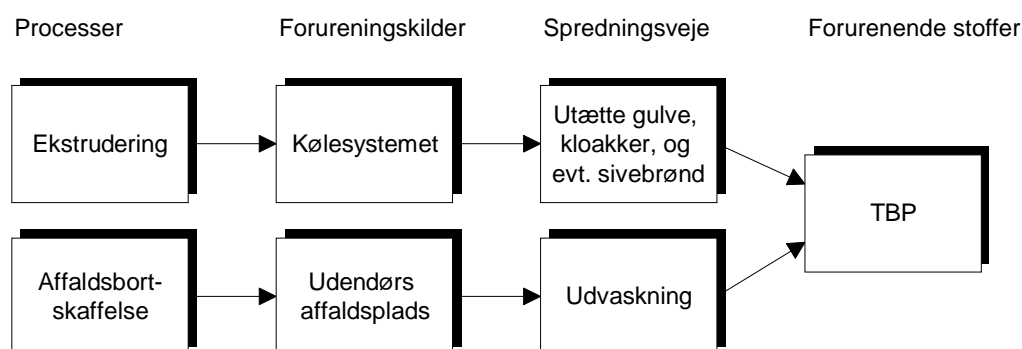 Processer
Forureningskilder
Spredningsveje
Forurenende stoffer
Ekstrudering
Kølesystemet
Utætte gulve,
kloakker, og
evt. sivebrønd
TBP
Affaldsbort-
skaffelse
Udendørs
affaldsplads
Udvaskning